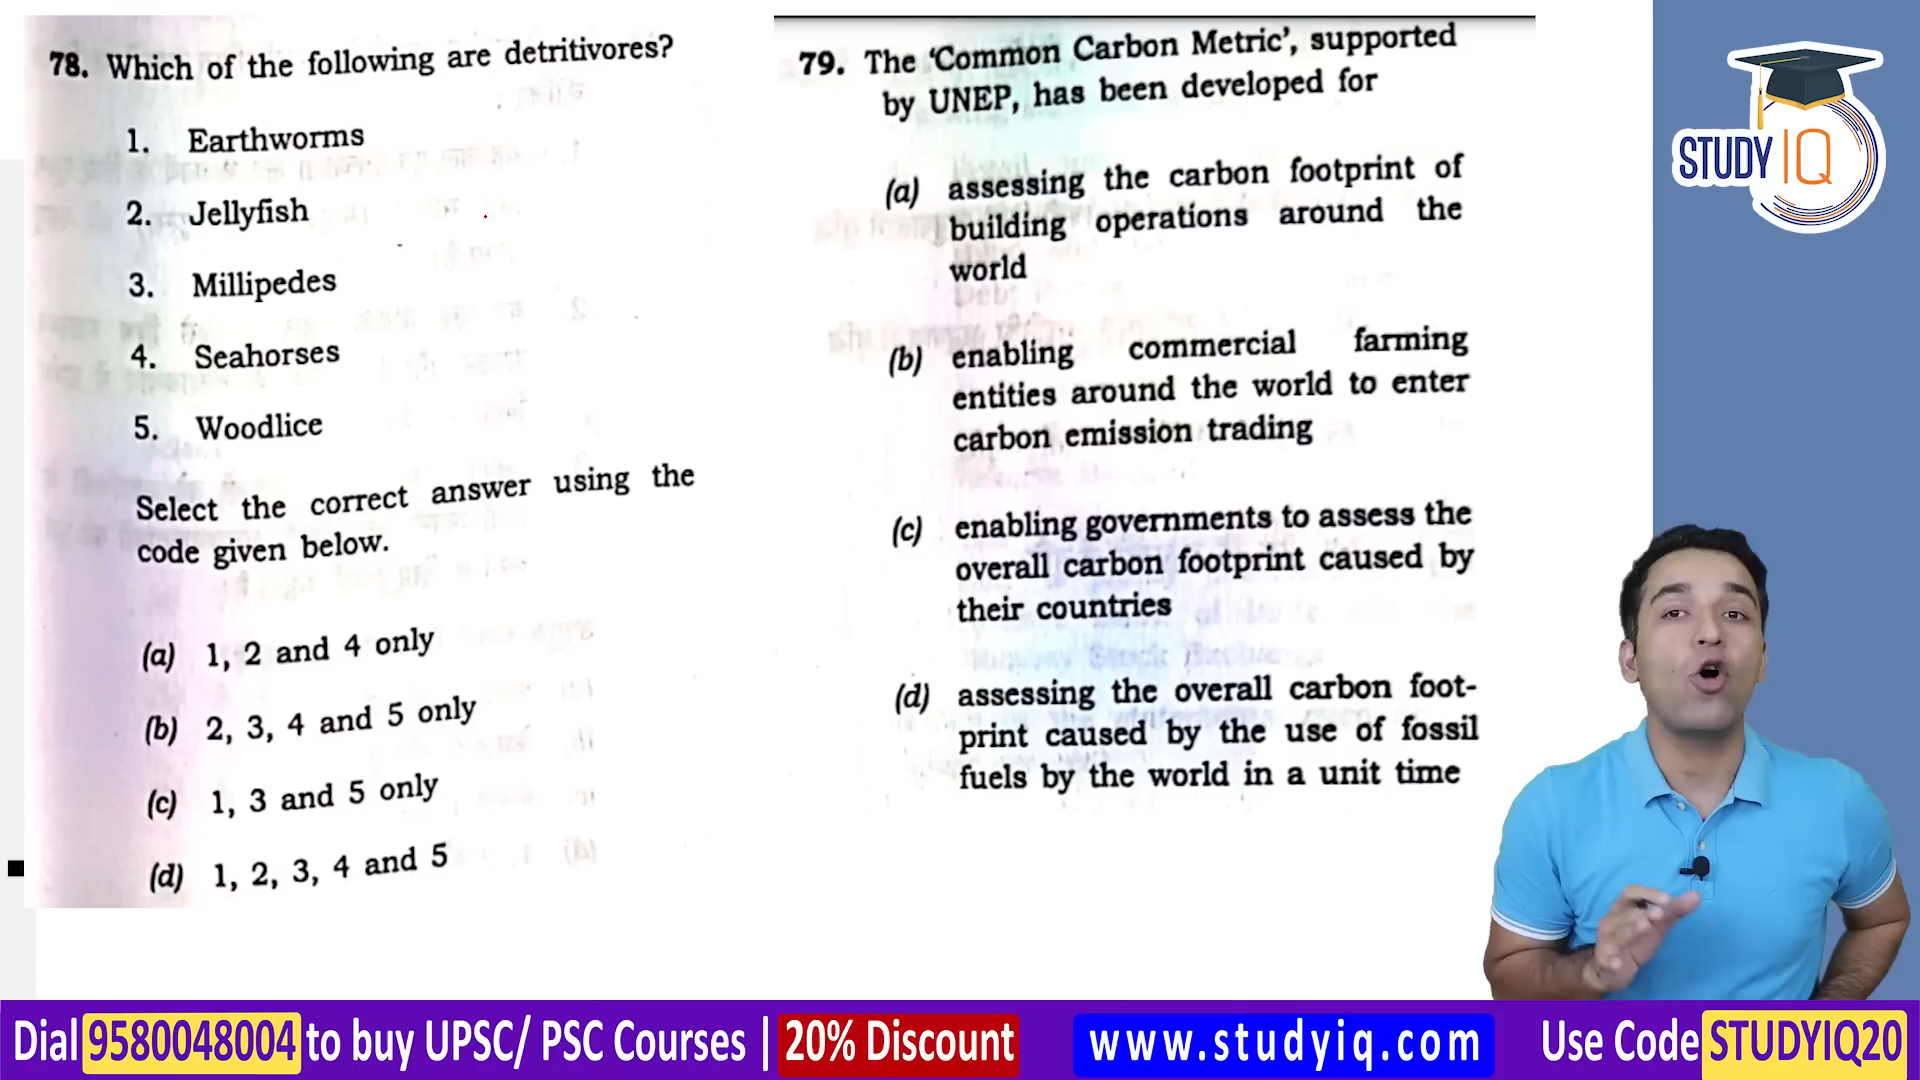 78. Which of the following are detritivores?
1. Earthworms
2. Jellyfish
3. Millipedes
4. Seahorses
5. Woodlice
Select the correct answer using the
code given below.
(a) 1, 2 and 4 only
(b) 2, 3, 4 and 5 only
(c) 1, 3 and 5 only
(d) 1, 2, 3, 4 and 5
79. The ‘Common Carbon Metric’, supported
by UNEP, has been developed for
(a) assessing the carbon footprint of
building operations around the
world
(b) enabling commercial farming
entities around the world to enter
carbon emission trading
(c) enabling governments to assess the
overall carbon footprint caused by
their countries
(d) assessing the overall carbon foot-
print caused by the use of fossil
fuels by the world in a unit time
STUDY IQ
Dial 9580048004 to buy UPSC/ PSC Courses | 20% Discount www.studyiq.com Use Code STUDYIQ20